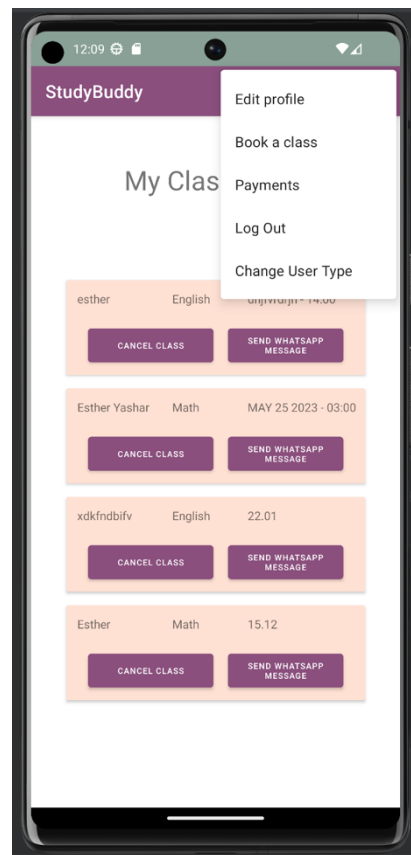 12:09
StudyBuddy
Edit profile
Book a class
My Clas
Payments
Log Out
Change User Type
esther English - 14:00
CANCEL CLASS SEND WHATSAPP
MESSAGE
Esther Yashar Math MAY 25 2023 - 03:00
CANCEL CLASS SEND WHATSAPP
MESSAGE
xdkfndbifv English 22.01
CANCEL CLASS SEND WHATSAPP
MESSAGE
Esther Math 15.12
CANCEL CLASS SEND WHATSAPP
MESSAGE